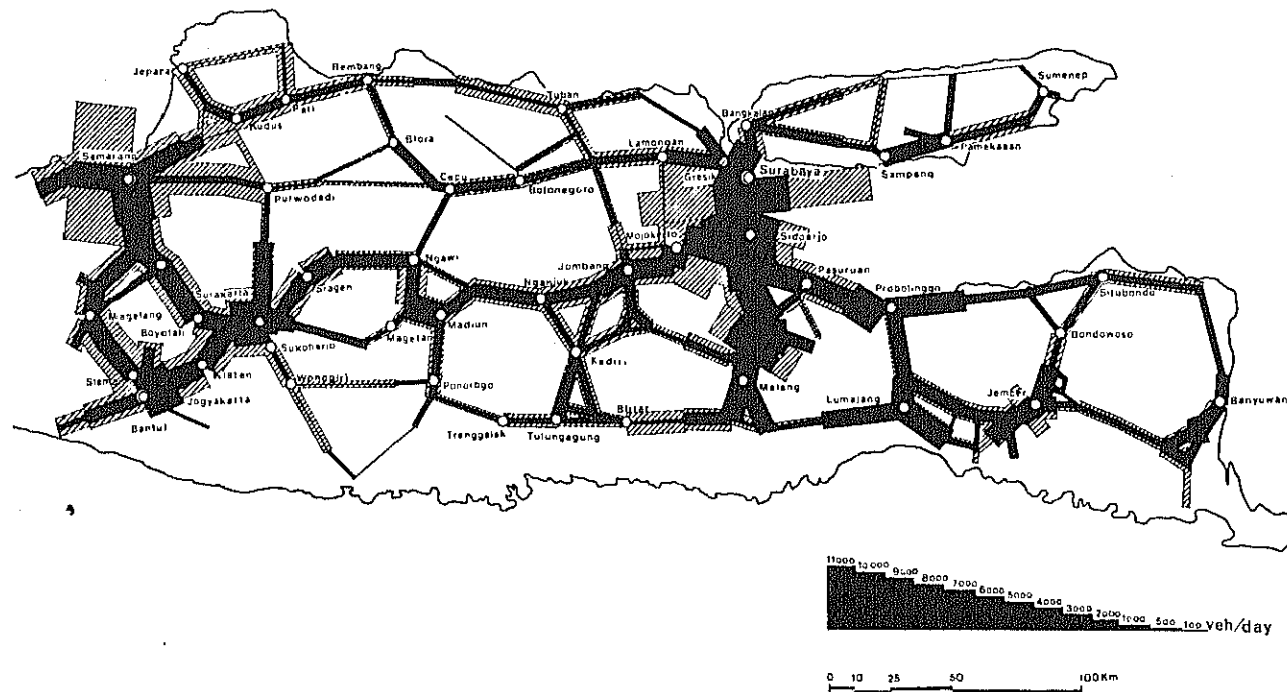 Rembang
Jepara
Pati
Kudus
Tuban
Sumenep
Bangkalan
Blora
Semarang
Lamongan
Gresik
Pamekasan
Sampang
Surabaya
Cepu
Bojonegoro
Purwodadi
Mojokerto
Sidoarjo
Ngawi
Jombang
Pasuruan
Sragen
Nganjuk
Surakarta
Probolinggo
Situbondo
Magelang
Boyolali
Magetan
Madiun
Bondowoso
Sukoharjo
Klaten
Wonogiri
Kediri
Slema
Ponorogo
Malang
Jember
Jogyakarta
Lumajang
Banyuwan
Bantul
Blitar
Trenggalek
Tulungagung
11000 10000 9000 8000 7000 6000 5000 4000 3000 2000 1000 500 100 veh/day
0 10 25 50 100Km